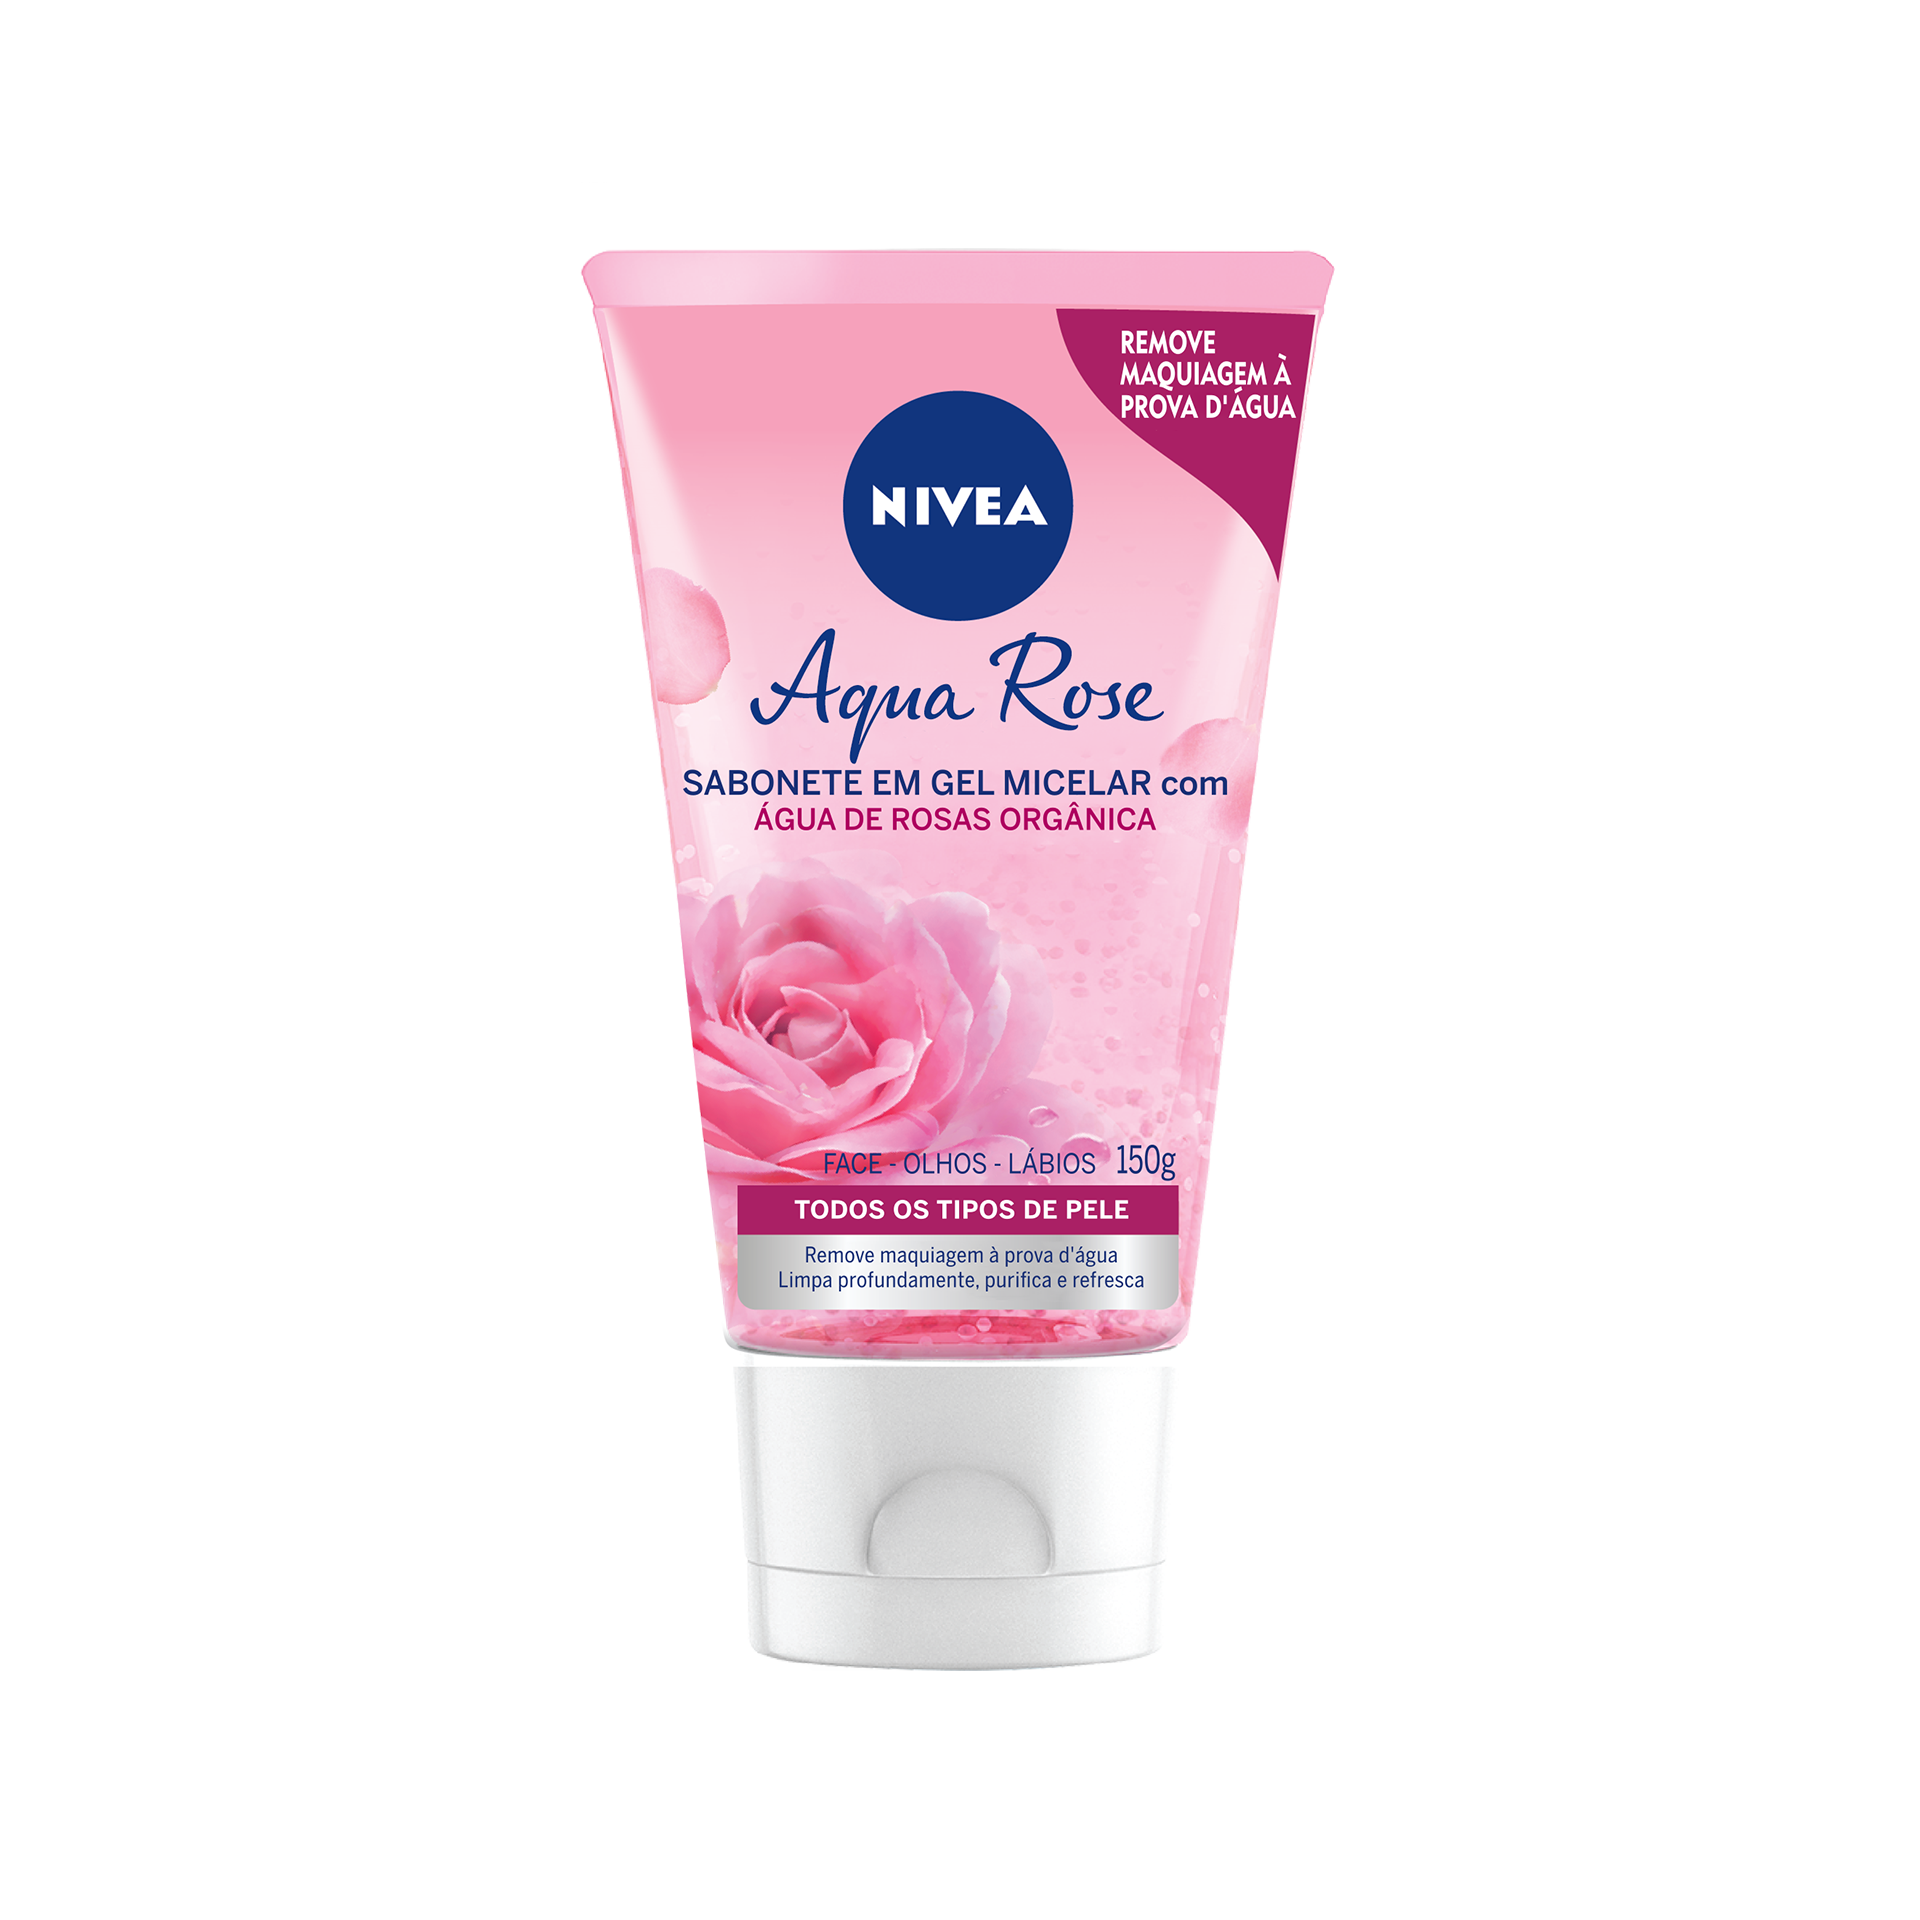 REMOVE
MAQUIAGEM À
PROVA D'ÁGUA
NIVEA
Aqua Rose
SABONETE EM GEL MICELAR com
ÁGUA DE ROSAS ORGÂNICA
FACE - OLHOS - LÁBIOS 150g
TODOS OS TIPOS DE PELE
Remove maquiagem à prova d'água
Limpa profundamente, purifica e refresca